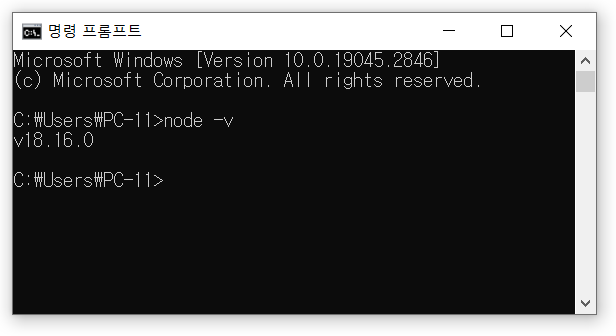 명령 프롬프트
Microsoft Windows [Version 10.0.19045.2846]
(c) Microsoft Corporation. All rights reserved.
C:₩Users₩PC-11>node -v
v18.16.0
C:₩Users₩PC-11>